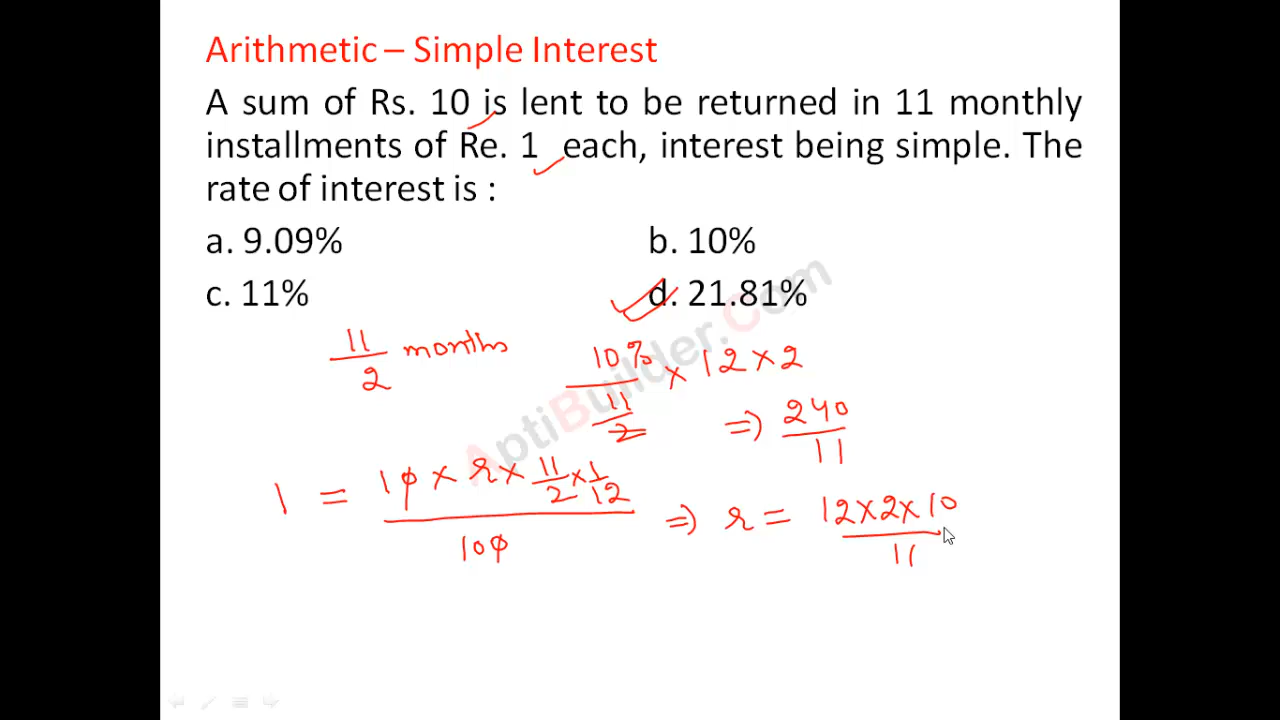 Arithmetic – Simple Interest
A sum of Rs. 10 is lent to be returned in 11 monthly
installments of Re. 1 each, interest being simple. The
rate of interest is :
a. 9.09% b. 10%
c. 11% d. 21.81%
11/2 months
10%/(11/2) × 12 × 2
⇒ 240/11
1 = (10 × r × 11/2 × 1/12)/100 ⇒ r = (12×2×10)/11
AptiBuilder.Com